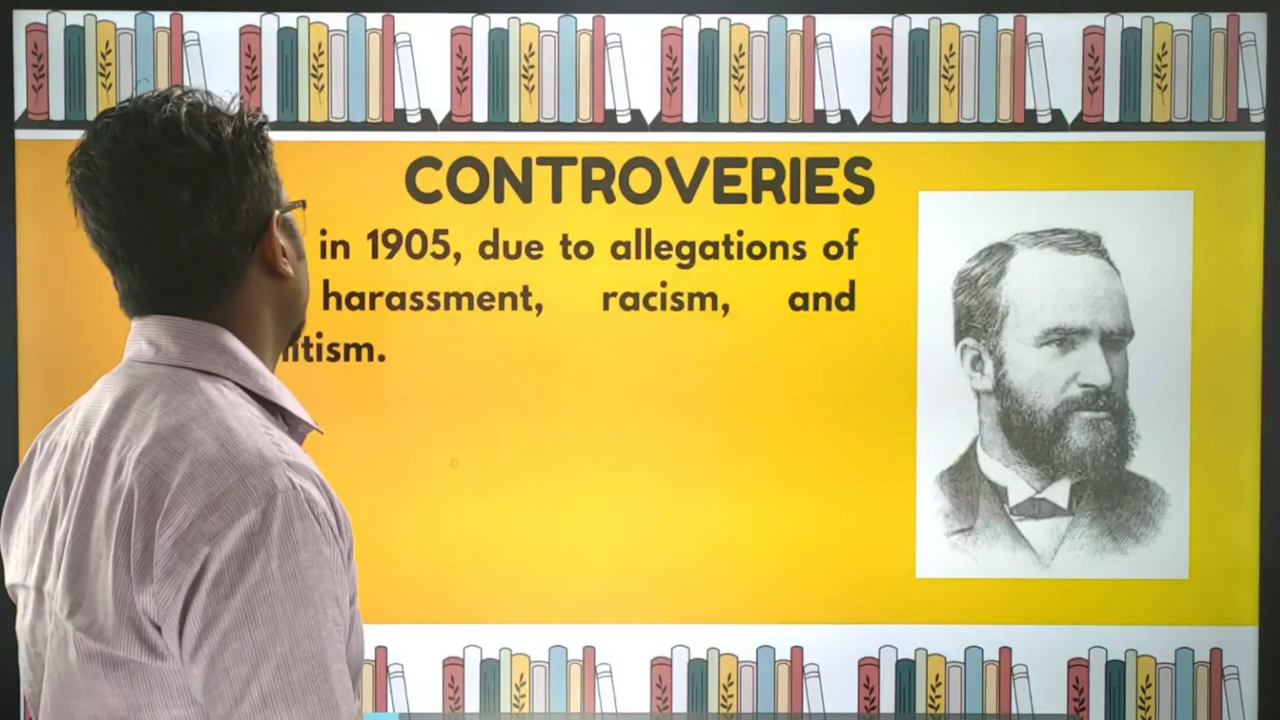 CONTROVERIES
in 1905, due to allegations of
harassment, racism, and
itism.